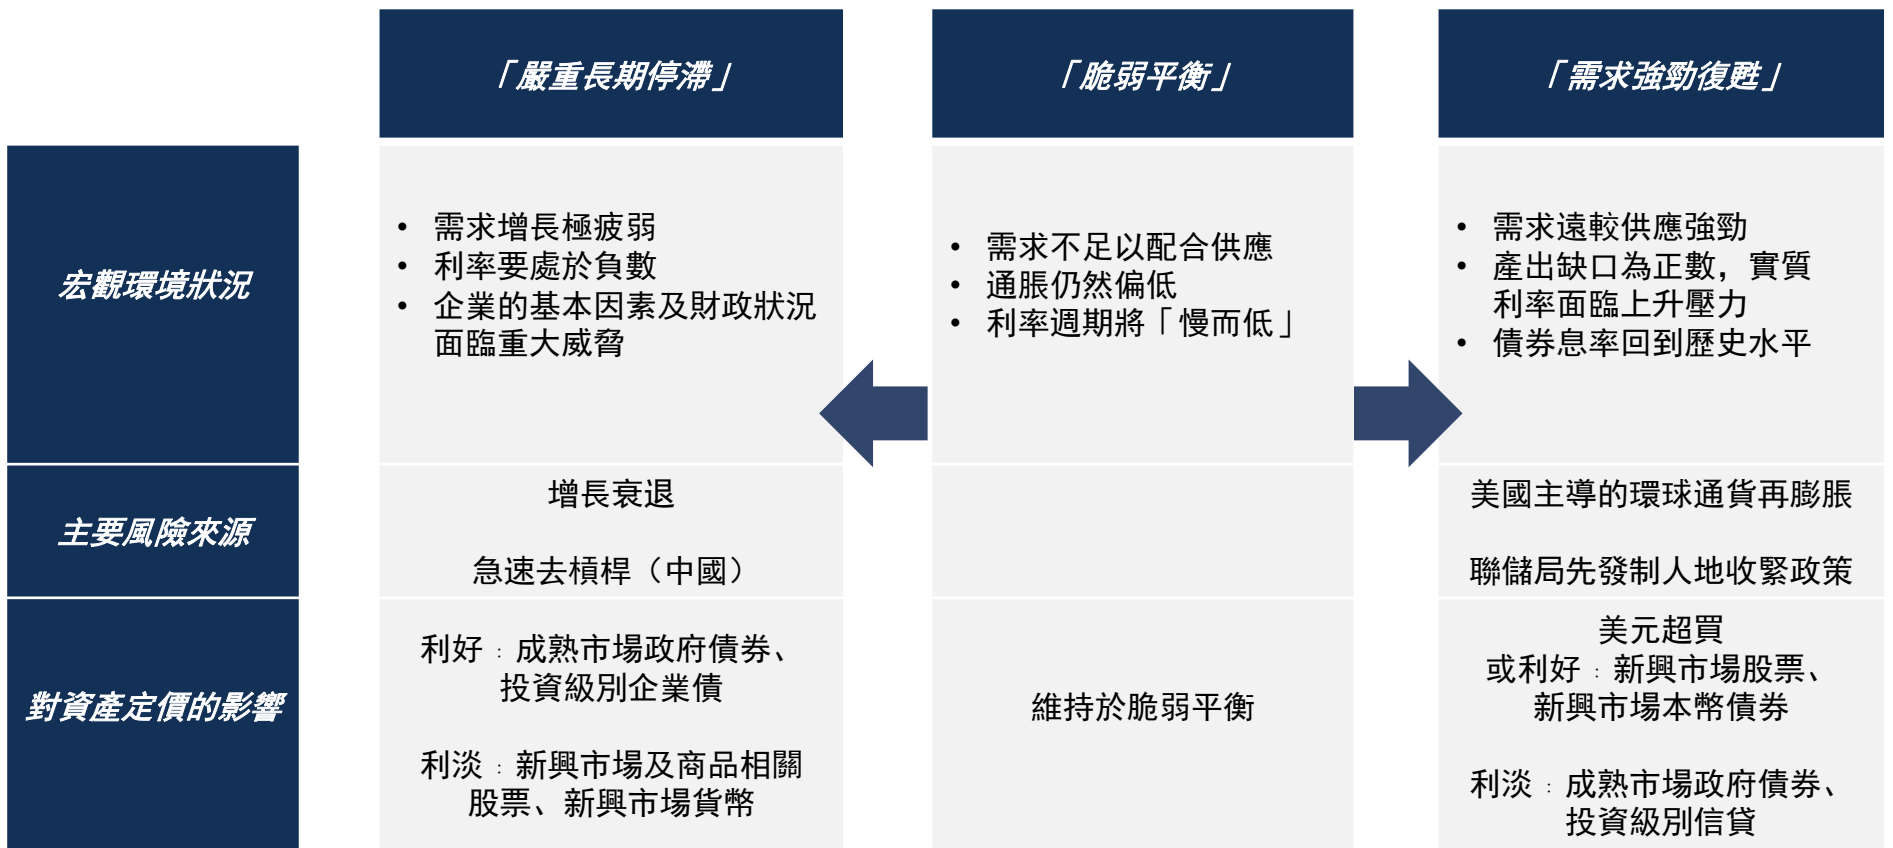 「嚴重長期停滯」
「脆弱平衡」
「需求強勁復甦」
宏觀環境狀況
• 需求增長極疲弱
• 利率要處於負數
• 企業的基本因素及財政狀況
面臨重大威脅
• 需求不足以配合供應
• 通脹仍然偏低
• 利率週期將「慢而低」
• 需求遠較供應強勁
• 產出缺口為正數，實質
利率面臨上升壓力
• 債券息率回到歷史水平
主要風險來源
增長衰退
急速去槓桿（中國）
美國主導的環球通貨再膨脹
聯儲局先發制人地收緊政策
對資產定價的影響
利好：成熟市場政府債券、
投資級別企業債
利淡：新興市場及商品相關
股票、新興市場貨幣
維持於脆弱平衡
美元超買
或利好：新興市場股票、
新興市場本幣債券
利淡：成熟市場政府債券、
投資級別信貸